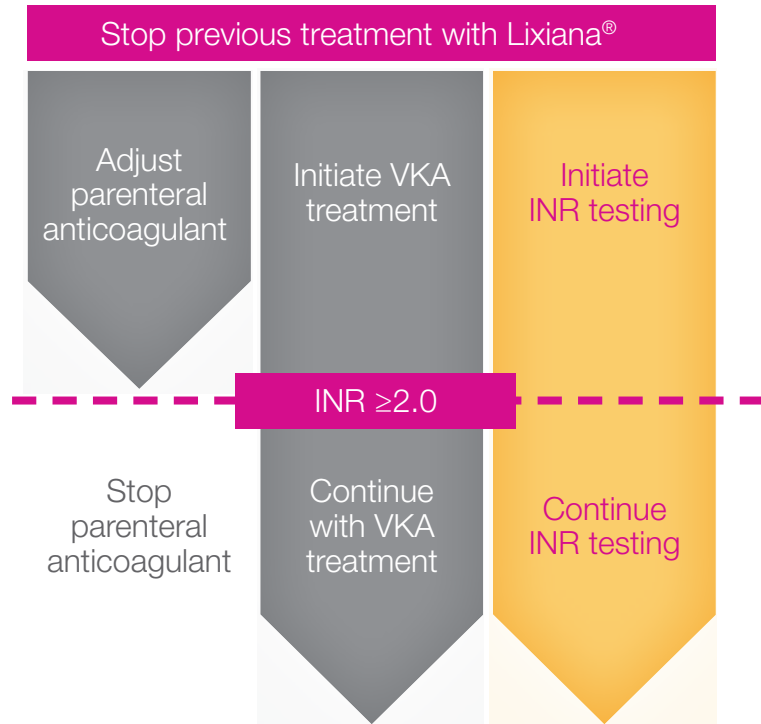 Stop previous treatment with Lixiana®
Adjust
parenteral
anticoagulant
Initiate VKA
treatment
Initiate
INR testing
INR ≥2.0
Stop
parenteral
anticoagulant
Continue
with VKA
treatment
Continue
INR testing